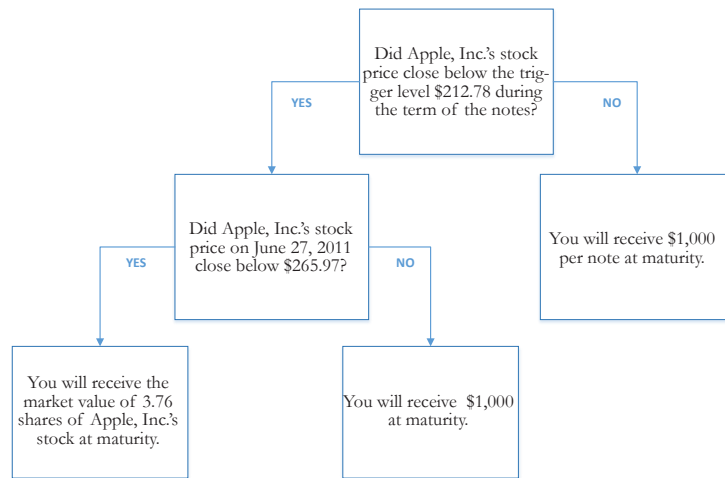 Did Apple, Inc.'s stock
price close below the trig-
ger level $212.78 during
the term of the notes?
YES
NO
Did Apple, Inc.'s stock
price on June 27, 2011
close below $265.97?
You will receive $1,000
per note at maturity.
YES
NO
You will receive the
market value of 3.76
shares of Apple, Inc.'s
stock at maturity.
You will receive $1,000
at maturity.